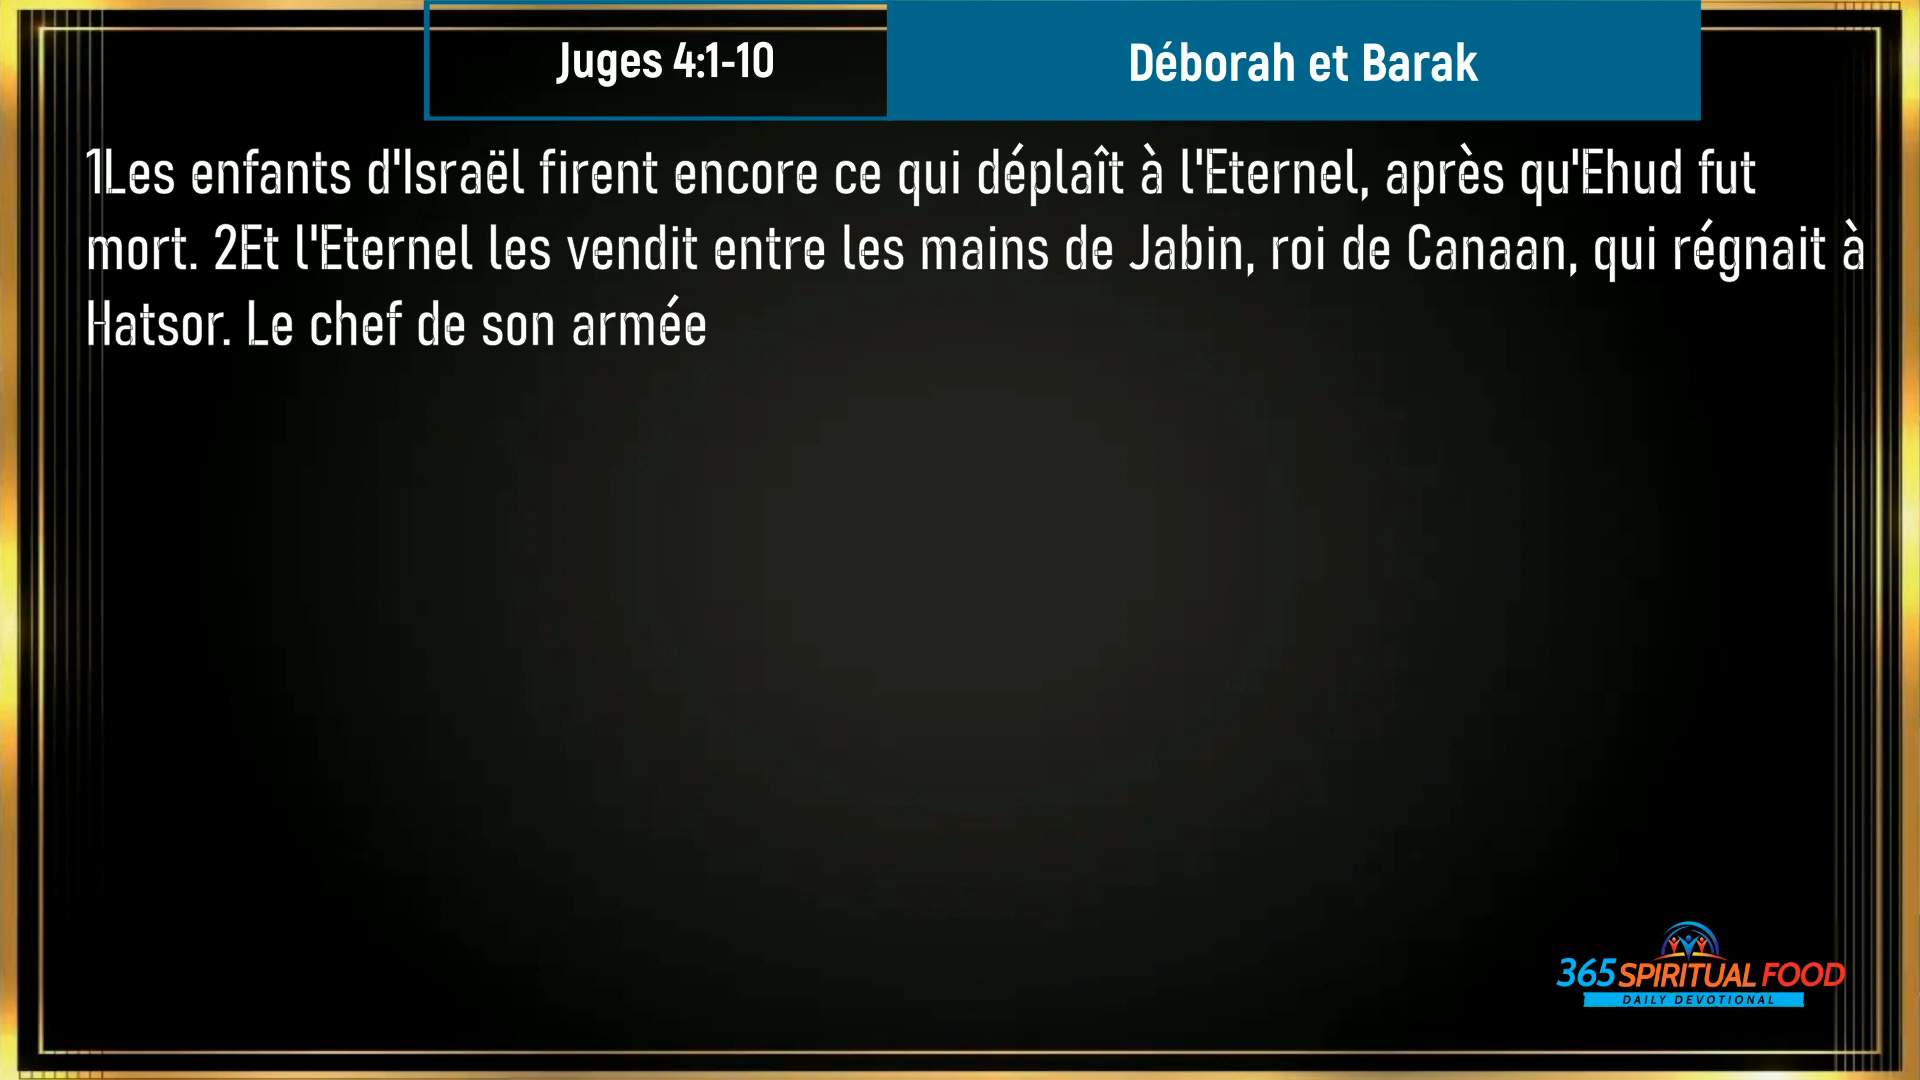 Juges 4:1-10
Déborah et Barak
1Les enfants d'Israël firent encore ce qui déplaît à l'Eternel, après qu'Ehud fut
mort. 2Et l'Eternel les vendit entre les mains de Jabin, roi de Canaan, qui régnait à
Hatsor. Le chef de son armée
365 SPIRITUAL FOOD
DAILY DEVOTIONAL